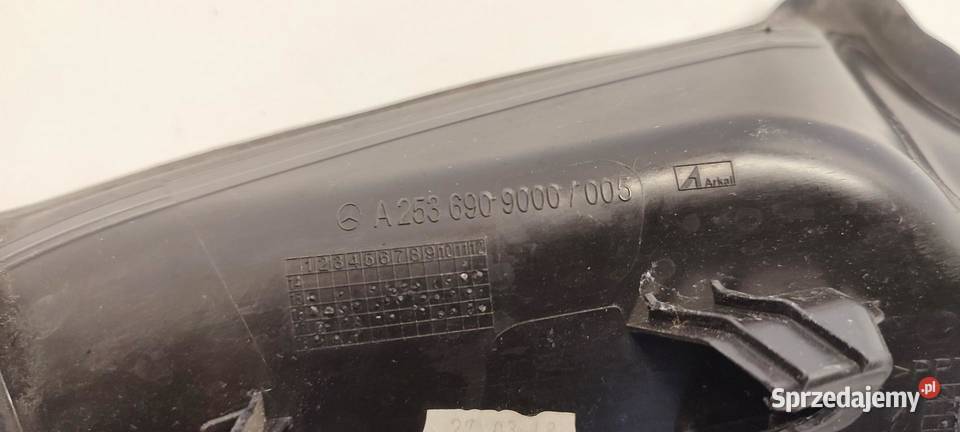 A 253 690 9000 / 005
Arkal
1 2 3 4 5 6 7 8 9 10 11 12
14
Sprzedajemy.pl